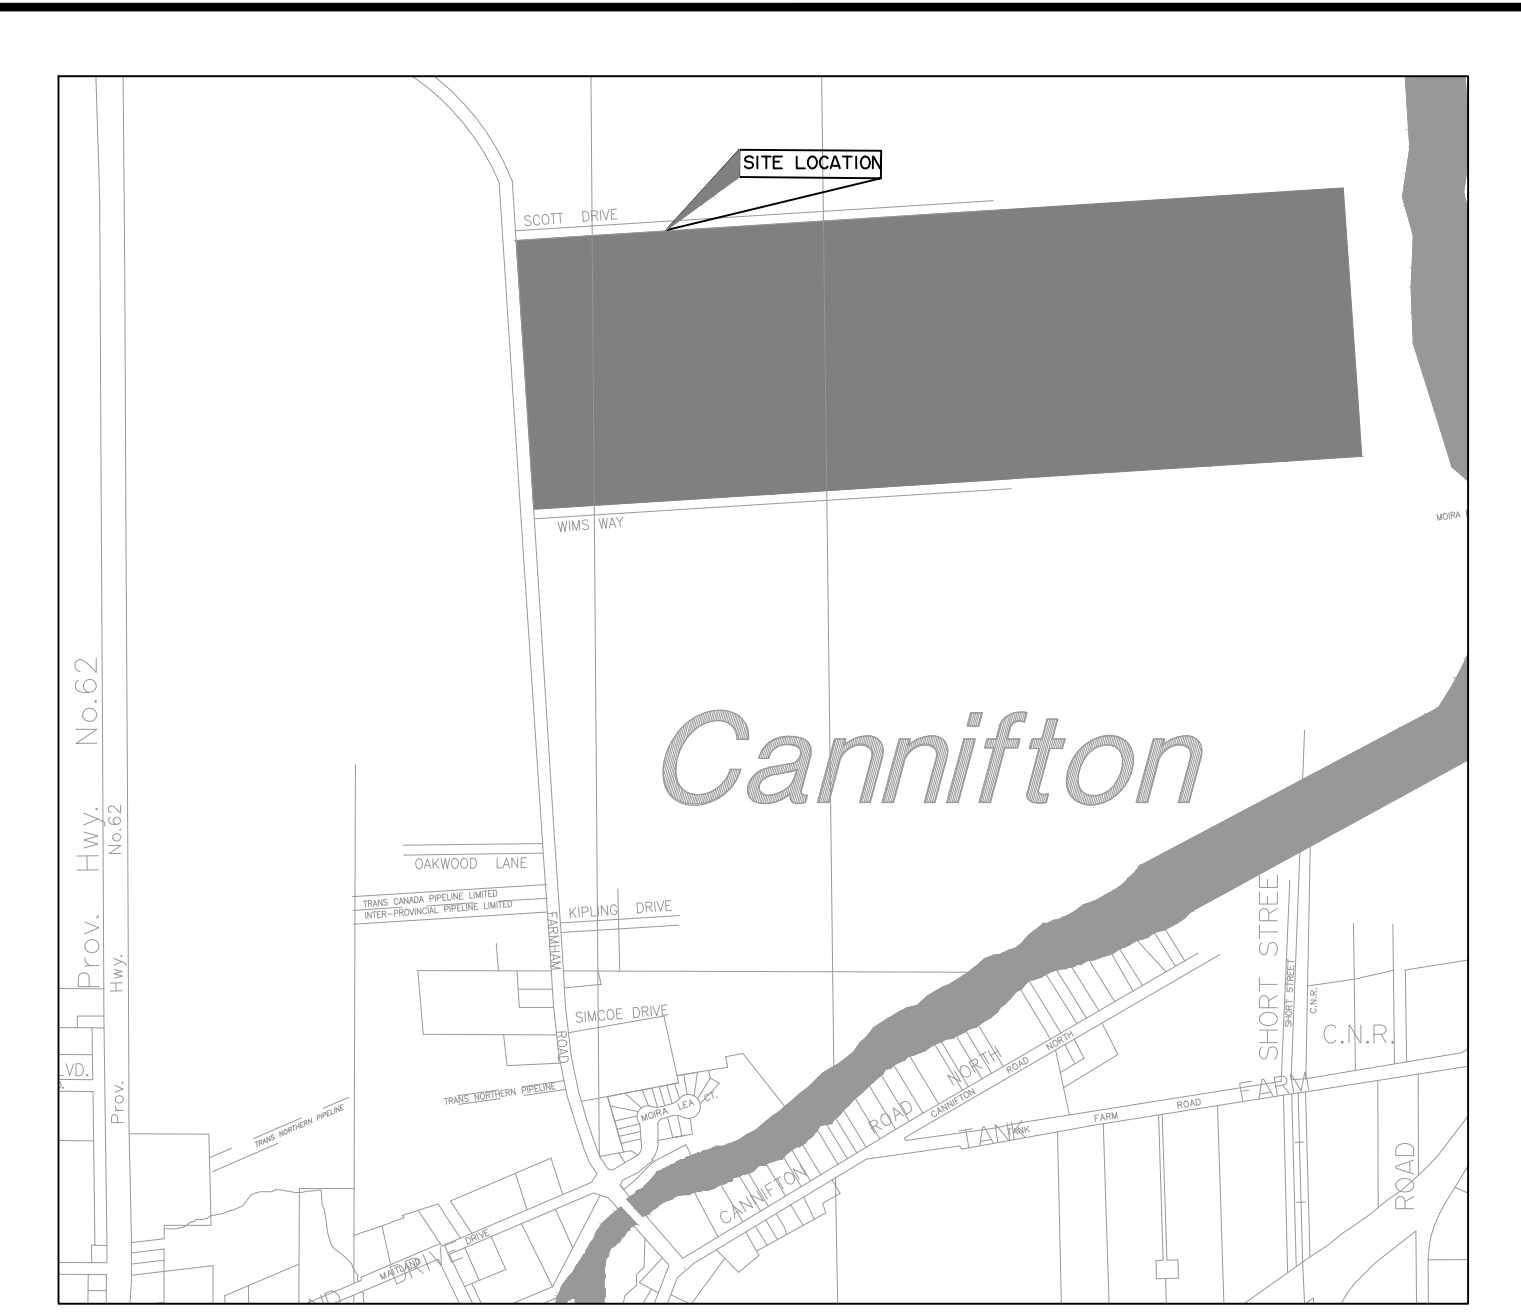 SITE LOCATION
SCOTT DRIVE
WIMS WAY
MOIRA
Prov. Hwy. No.62
Prov. Hwy. No.62
Cannifton
OAKWOOD LANE
TRANS CANADA PIPELINE LIMITED
INTER-PROVINCIAL PIPELINE LIMITED
KIPLING DRIVE
FARMHAM ROAD
SIMCOE DRIVE
SHORT STREE
SHORT STREET
C.N.R.
C.N.R.
LVD.
TRANS NORTHERN PIPELINE
TRANS NORTHERN PIPELINE
MOIRA LEA CT.
CANNIFTON ROAD NORTH
CANNIFTON ROAD NORTH
TANK FARM
TANK FARM ROAD
ROAD
MAITLAND DRIVE
ND DRIVE